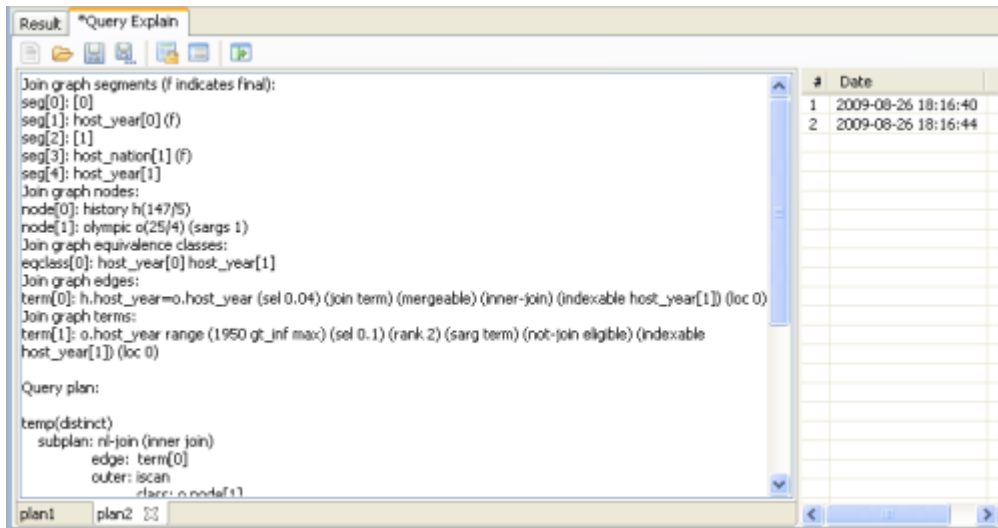 Result *Query Explain
Join graph segments (f indicates final):
seg[0]: [0]
seg[1]: host_year[0] (f)
seg[2]: [1]
seg[3]: host_nation[1] (f)
seg[4]: host_year[1]
Join graph nodes:
node[0]: history h(147/5)
node[1]: olympic o(25/4) (sargs 1)
Join graph equivalence classes:
eqclass[0]: host_year[0] host_year[1]
Join graph edges:
term[0]: h.host_year=o.host_year (sel 0.04) (join term) (mergeable) (inner-join) (indexable host_year[1]) (loc 0)
Join graph terms:
term[1]: o.host_year range (1950 gt_inf max) (sel 0.1) (rank 2) (sarg term) (not-join eligible) (indexable
host_year[1]) (loc 0)
Query plan:
temp(distinct)
subplan: nl-join (inner join)
edge: term[0]
outer: iscan
class: o node[1]
plan1 plan2
# Date
1 2009-08-26 18:16:40
2 2009-08-26 18:16:44